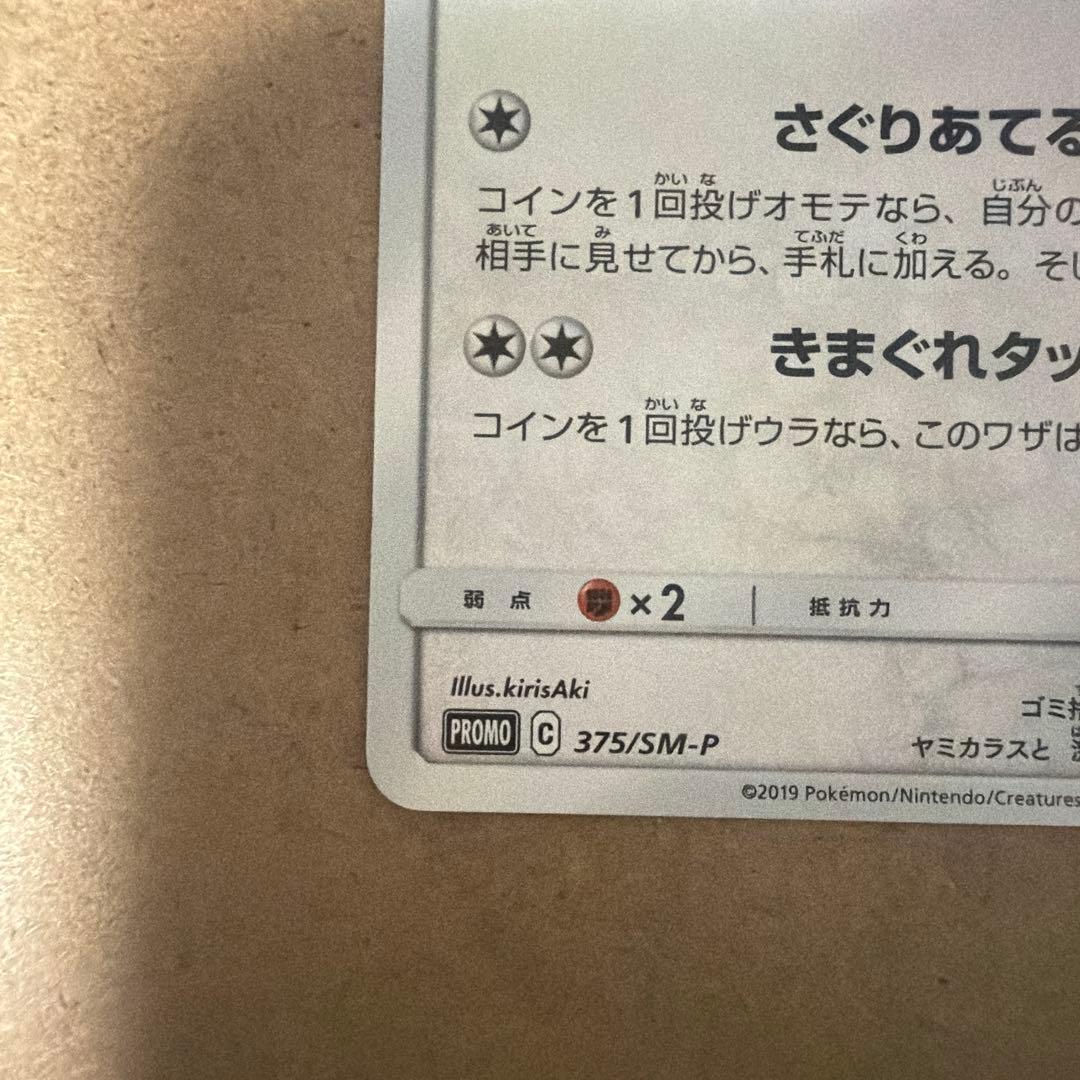 さぐりあてる
コインを1回投げオモテなら、自分の
相手に見せてから、手札に加える。そし
きまぐれタッ
コインを1回投げウラなら、このワザは
弱点 ×2 抵抗力
Illus.kirisAki
ゴミ
PROMO C 375/SM-P
ヤミカラスと
©2019 Pokémon/Nintendo/Creatures